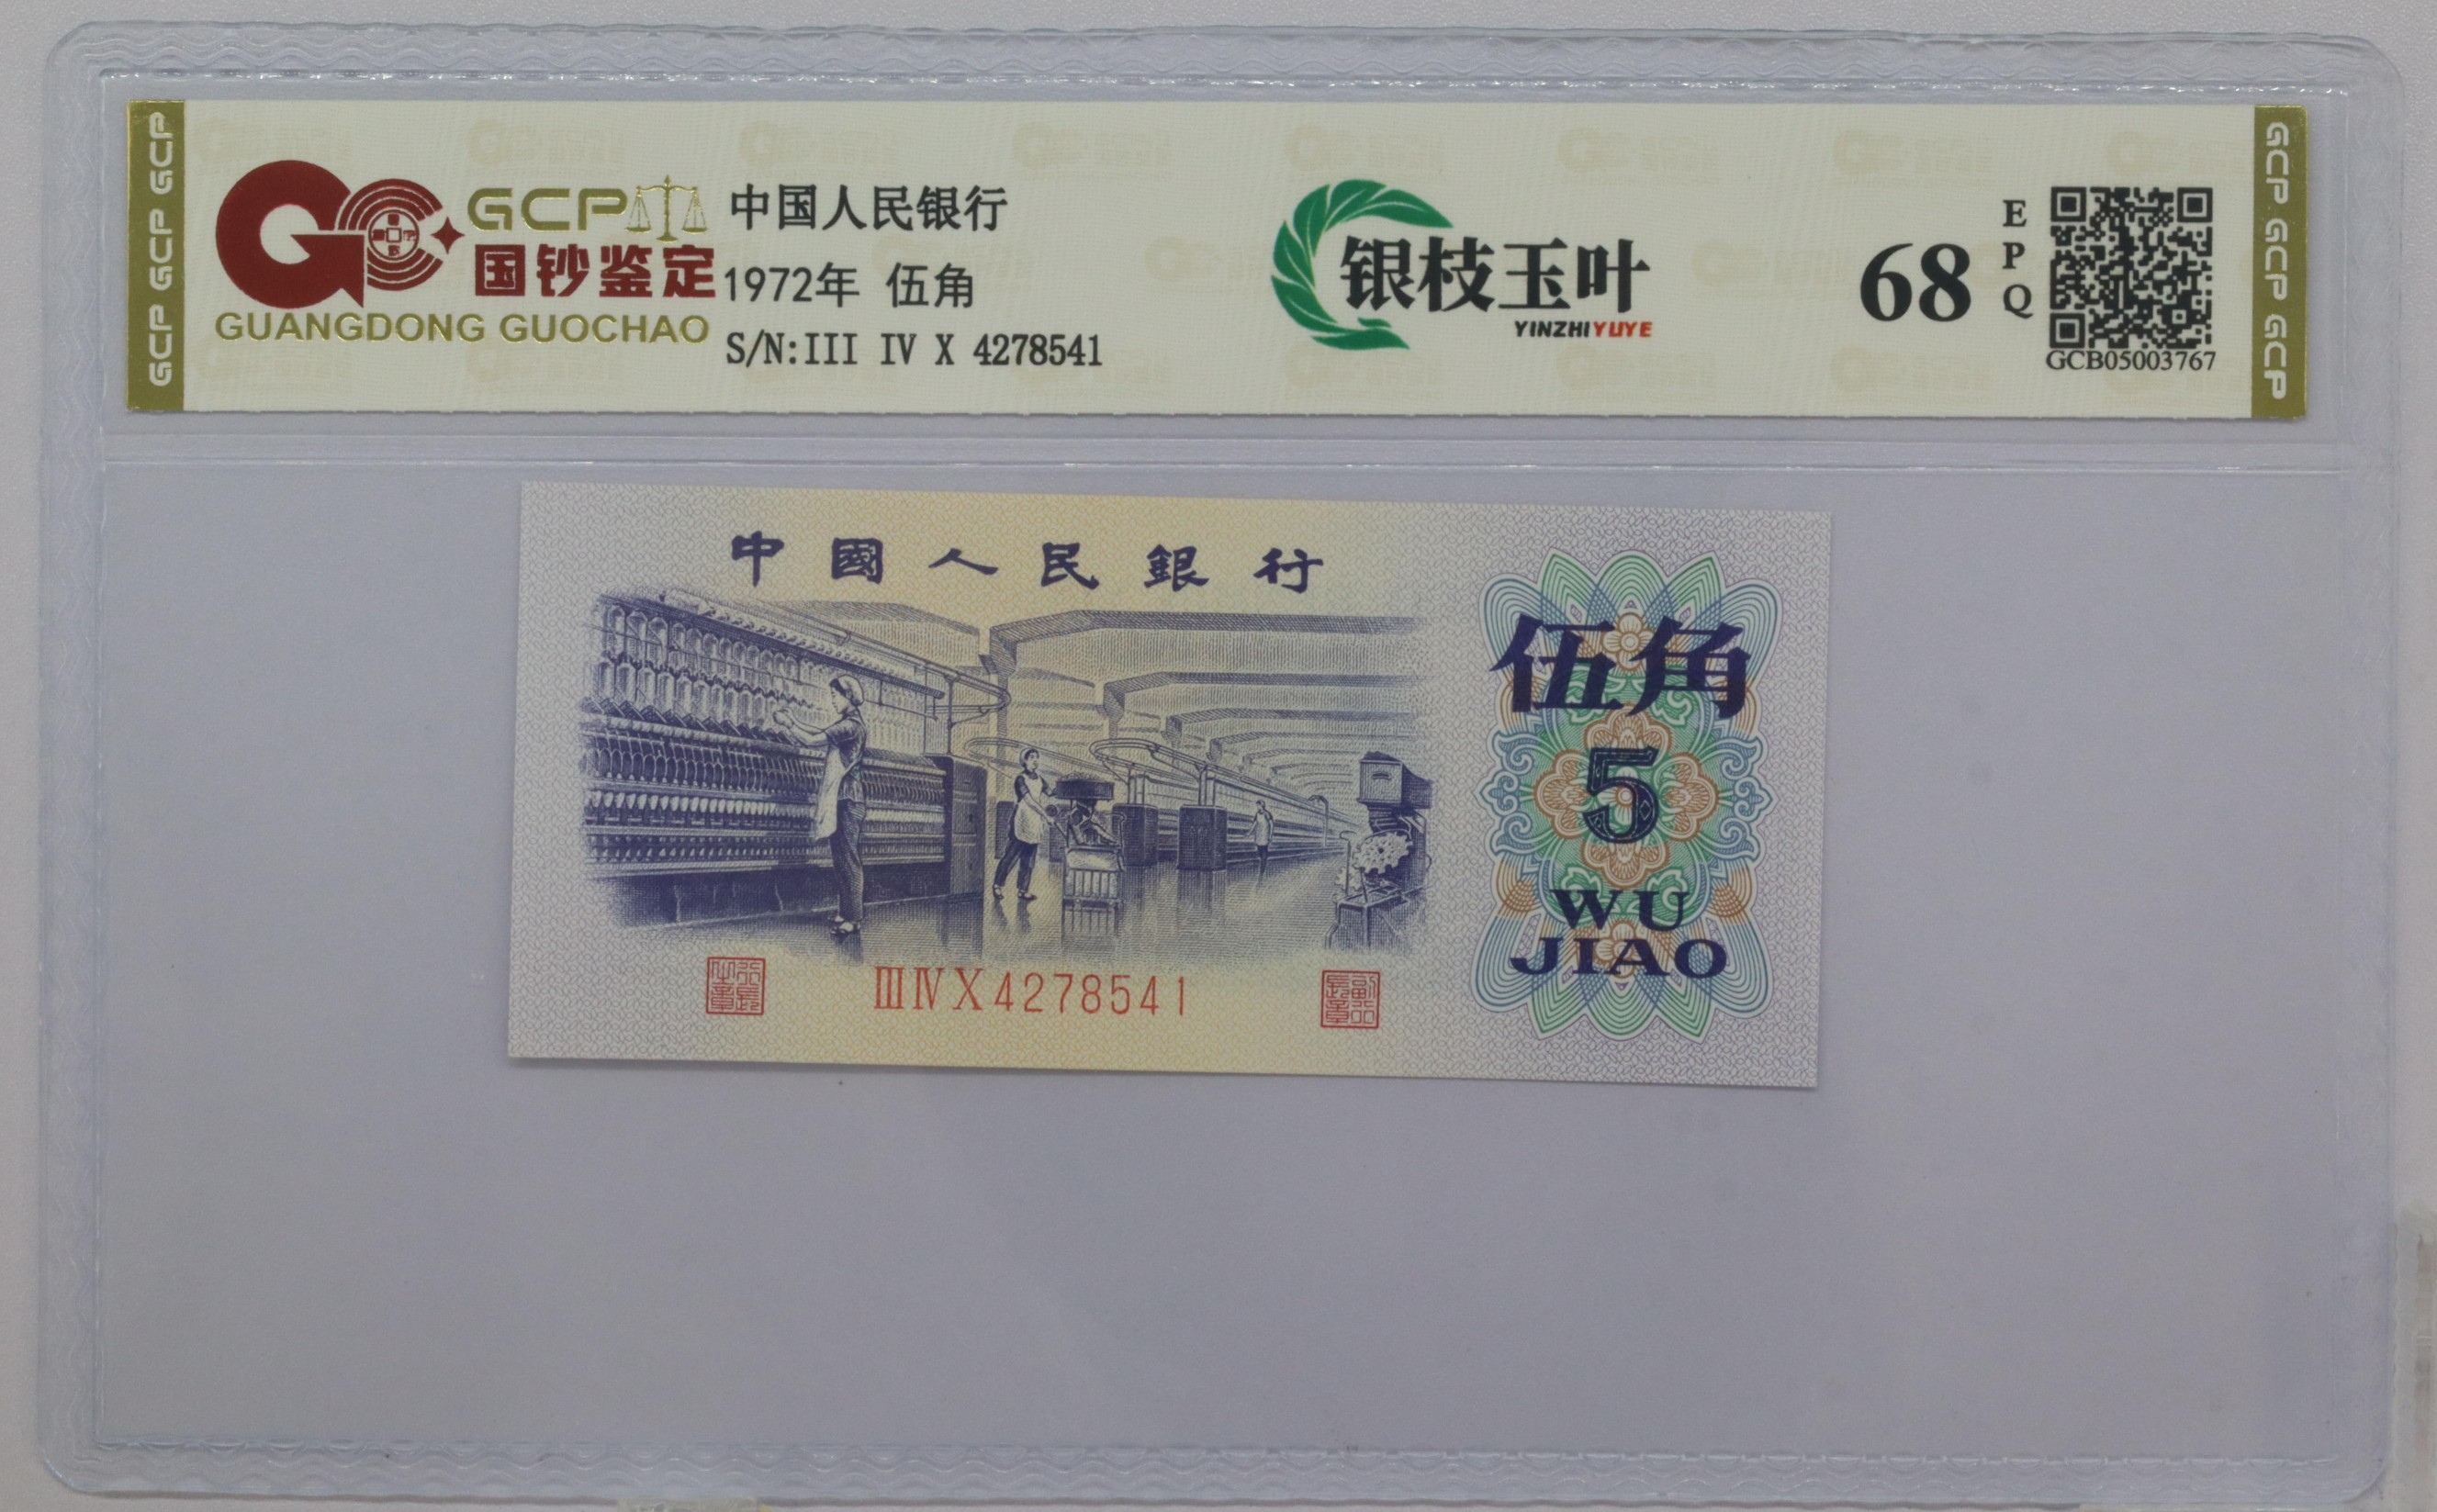 GCP GCP GCP
GCP
国钞鉴定
GUANGDONG GUOCHAO
中国人民银行
1972年 伍角
S/N:III IV X 4278541
银枝玉叶
YINZHIYUYE
68
EPQ
GCB05003767
GCP GCP GCP
中國人民銀行
伍角
5
WU
JIAO
ⅢⅣX4278541